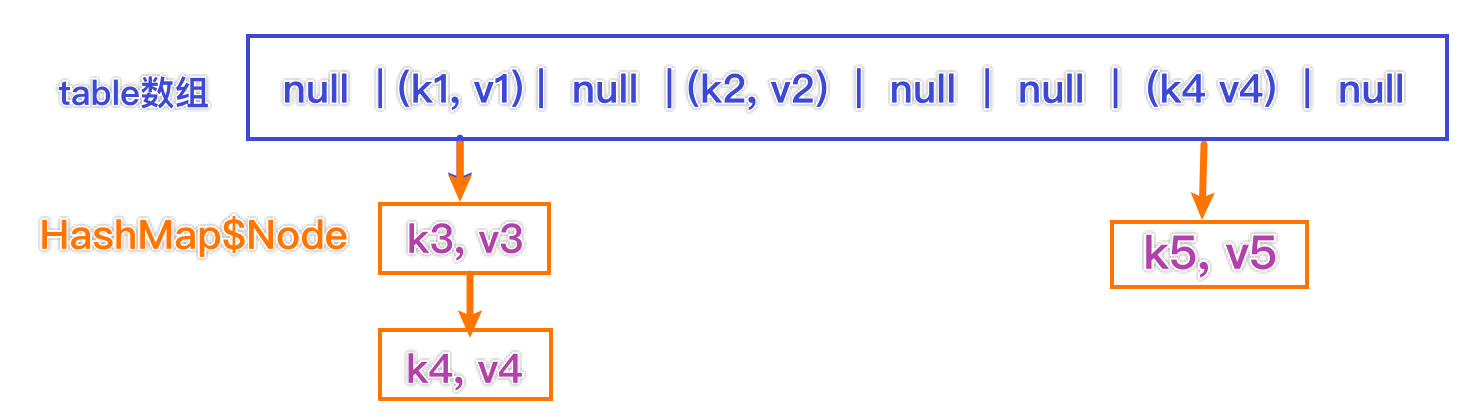 table数组 null | (k1, v1) | null | (k2, v2) | null | null | (k4 v4) | null
HashMap$Node k3, v3 k5, v5
k4, v4